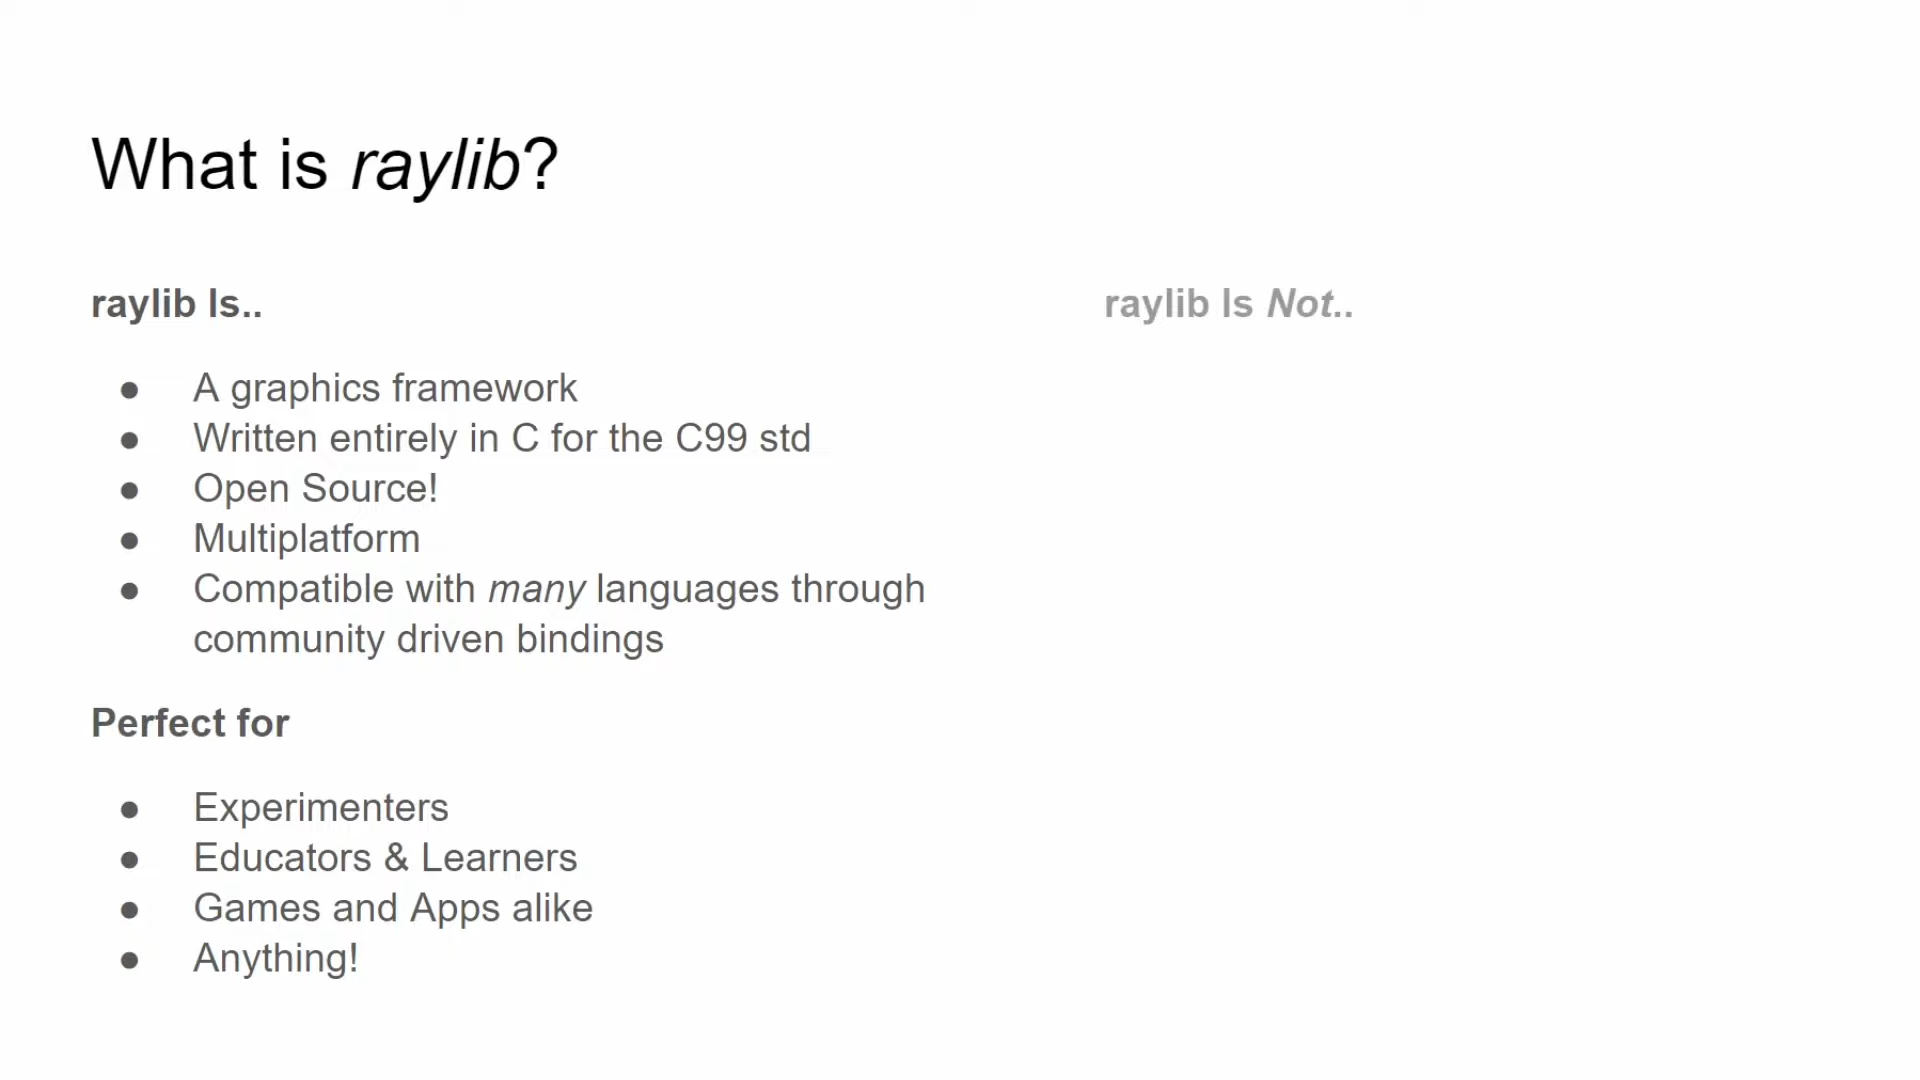 What is raylib?
raylib Is..
● A graphics framework
● Written entirely in C for the C99 std
● Open Source!
● Multiplatform
● Compatible with many languages through
community driven bindings
Perfect for
● Experimenters
● Educators & Learners
● Games and Apps alike
● Anything!
raylib Is Not..